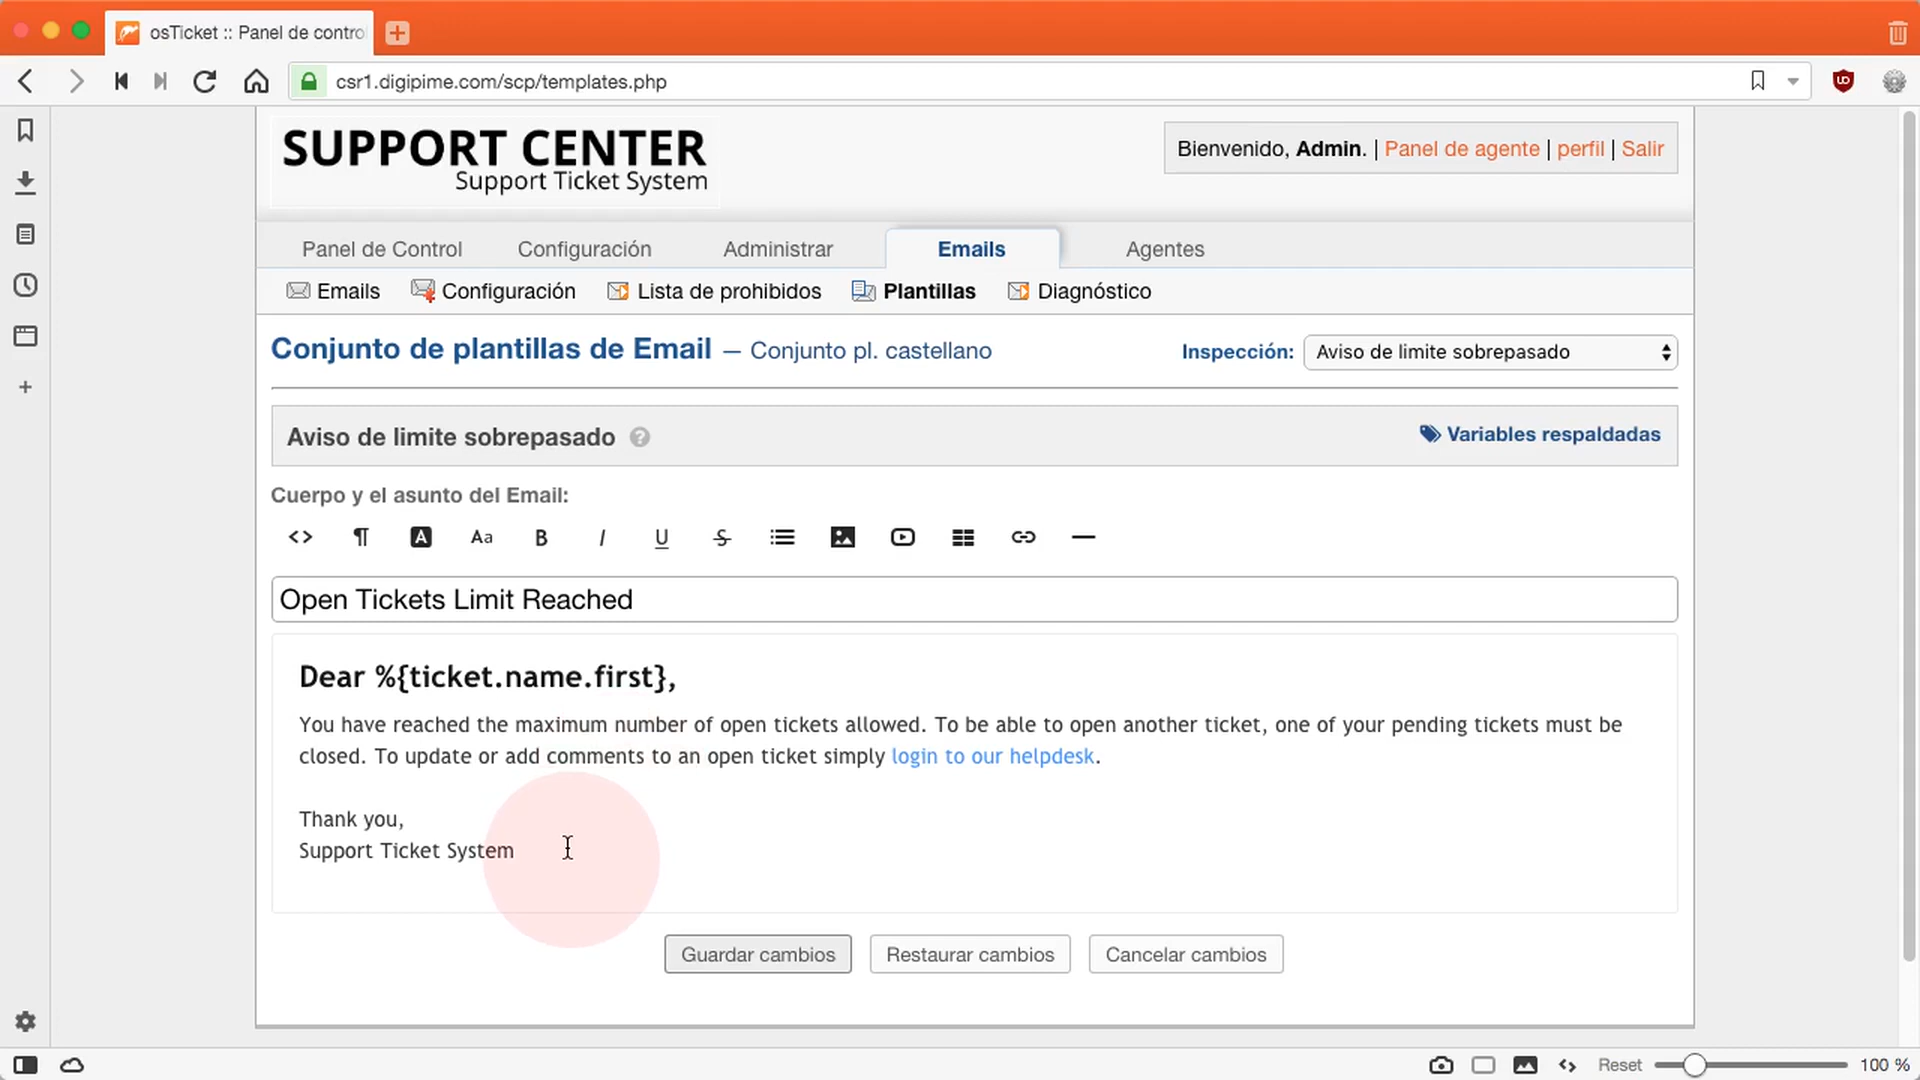 osTicket :: Panel de contro
csr1.digipime.com/scp/templates.php
SUPPORT CENTER
Support Ticket System
Bienvenido, Admin. | Panel de agente | perfil | Salir
Panel de Control Configuración Administrar Emails Agentes
Emails Configuración Lista de prohibidos Plantillas Diagnóstico
Conjunto de plantillas de Email — Conjunto pl. castellano
Inspección: Aviso de limite sobrepasado
Aviso de limite sobrepasado ?
Variables respaldadas
Cuerpo y el asunto del Email:
A Aa B I U S
Open Tickets Limit Reached
Dear %{ticket.name.first},
You have reached the maximum number of open tickets allowed. To be able to open another ticket, one of your pending tickets must be
closed. To update or add comments to an open ticket simply login to our helpdesk.
Thank you,
Support Ticket System
Guardar cambios Restaurar cambios Cancelar cambios
Reset 100 %